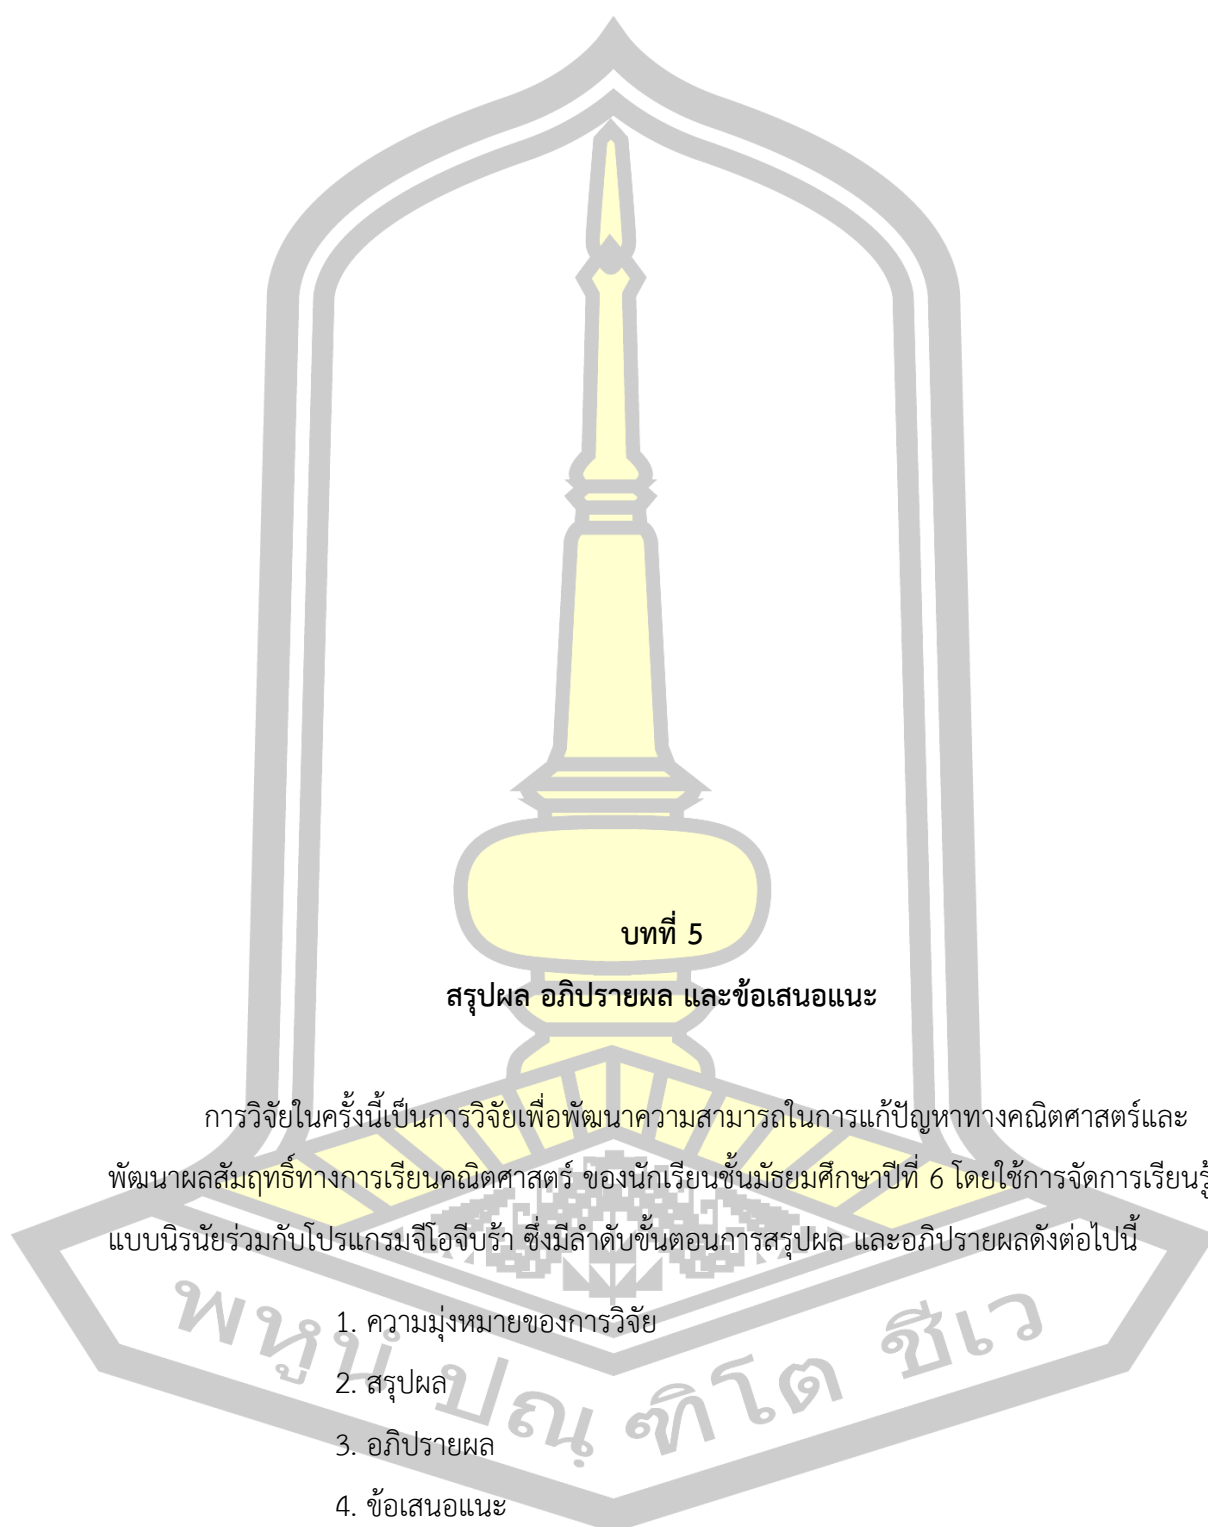 บทที่ 5
สรุปผล อภิปรายผล และข้อเสนอแนะ
การวิจัยในครั้งนี้เป็นการวิจัยเพื่อพัฒนาความสามารถในการแก้ปัญหาทางคณิตศาสตร์และ
พัฒนาผลสัมฤทธิ์ทางการเรียนคณิตศาสตร์ ของนักเรียนชั้นมัธยมศึกษาปีที่ 6 โดยใช้การจัดการเรียนรู้
แบบนิรนัยร่วมกับโปรแกรมจีโอจีบร้า ซึ่งมีลำดับขั้นตอนการสรุปผล และอภิปรายผลดังต่อไปนี้
1. ความมุ่งหมายของการวิจัย
2. สรุปผล
3. อภิปรายผล
4. ข้อเสนอแนะ
พหูนํ ปณฺฑิโต ชีเว